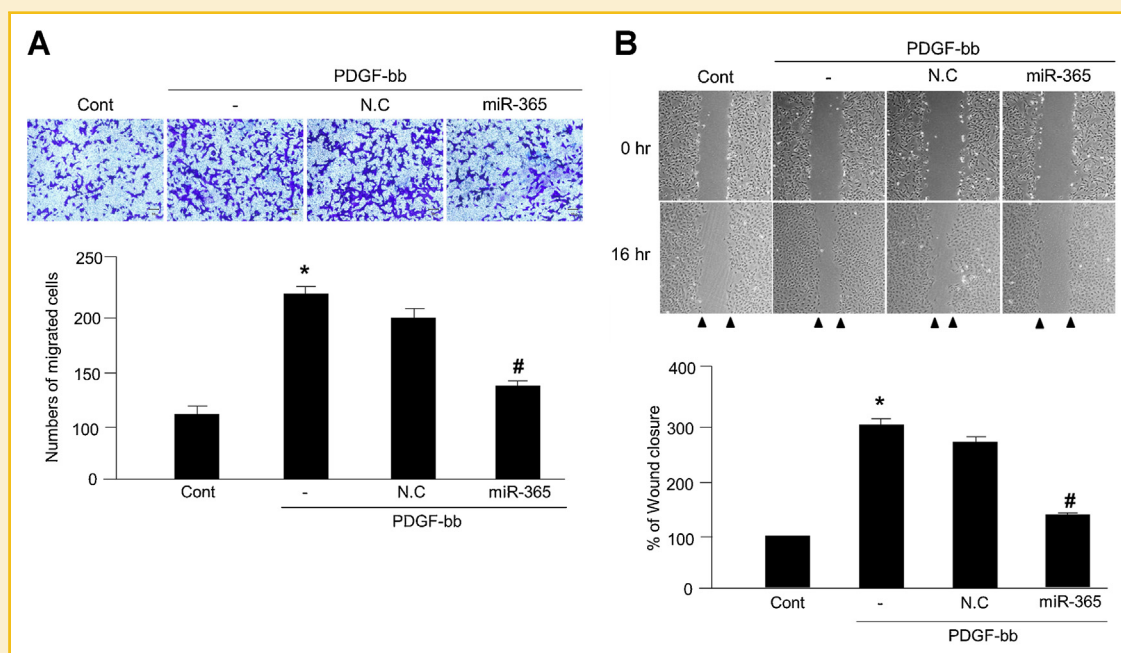 A
PDGF-bb
Cont - N.C miR-365
250
200
150
100
0
Numbers of migrated cells
*
#
Cont - N.C miR-365
PDGF-bb
B
PDGF-bb
Cont - N.C miR-365
0 hr
16 hr
400
300
200
100
0
% of Wound closure
*
#
Cont - N.C miR-365
PDGF-bb